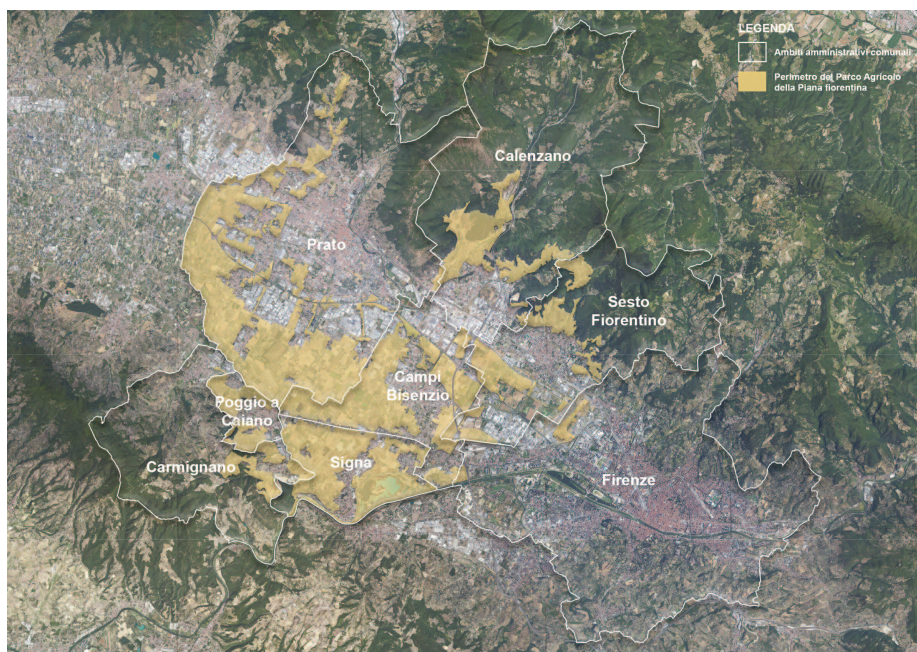 LEGENDA
Ambiti amministrativi comunali
Perimetro del Parco Agricolo
della Piana fiorentina
Calenzano
Prato
Sesto
Fiorentino
Campi
Bisenzio
Poggio a
Caiano
Carmignano
Signa
Firenze